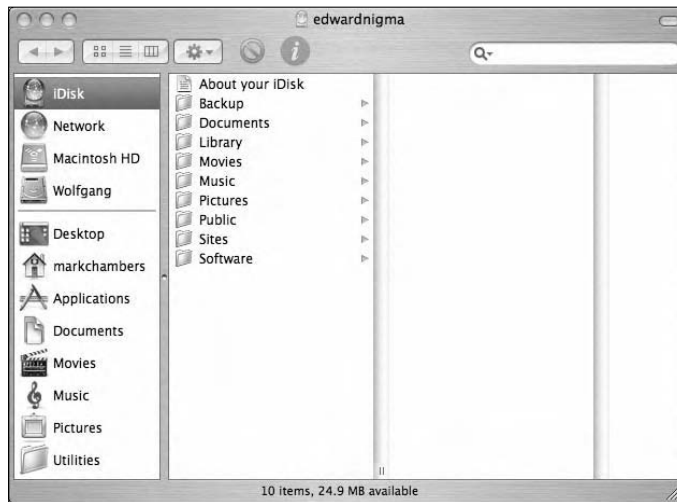 edwardnigma
iDisk
Network
Macintosh HD
Wolfgang
Desktop
markchambers
Applications
Documents
Movies
Music
Pictures
Utilities
About your iDisk
Backup
Documents
Library
Movies
Music
Pictures
Public
Sites
Software
10 items, 24.9 MB available